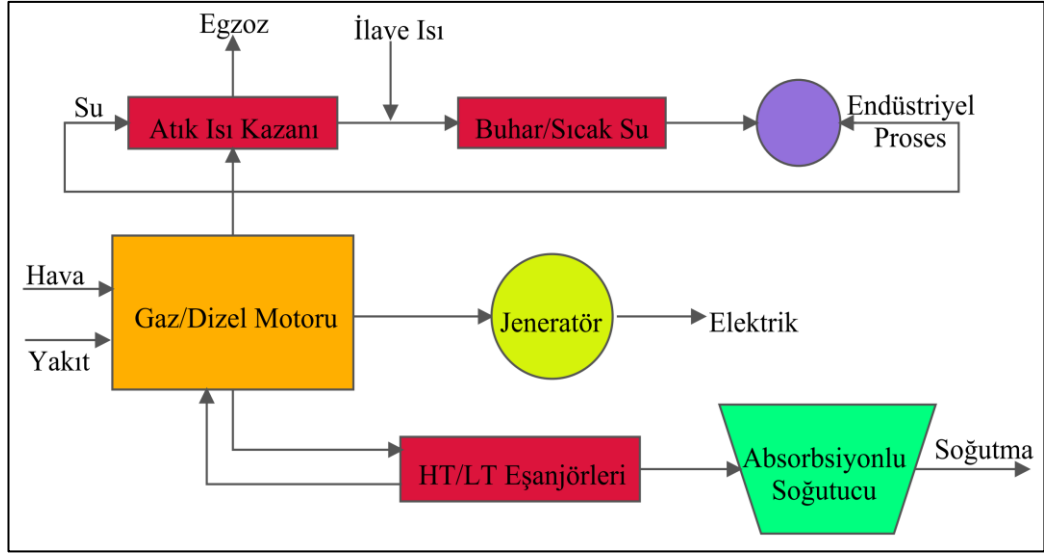 Egzoz
İlave Isı
Su
Atık Isı Kazanı
Buhar/Sıcak Su
Endüstriyel
Proses
Hava
Yakıt
Gaz/Dizel Motoru
Jeneratör
Elektrik
HT/LT Eşanjörleri
Absorbsiyonlu
Soğutucu
Soğutma